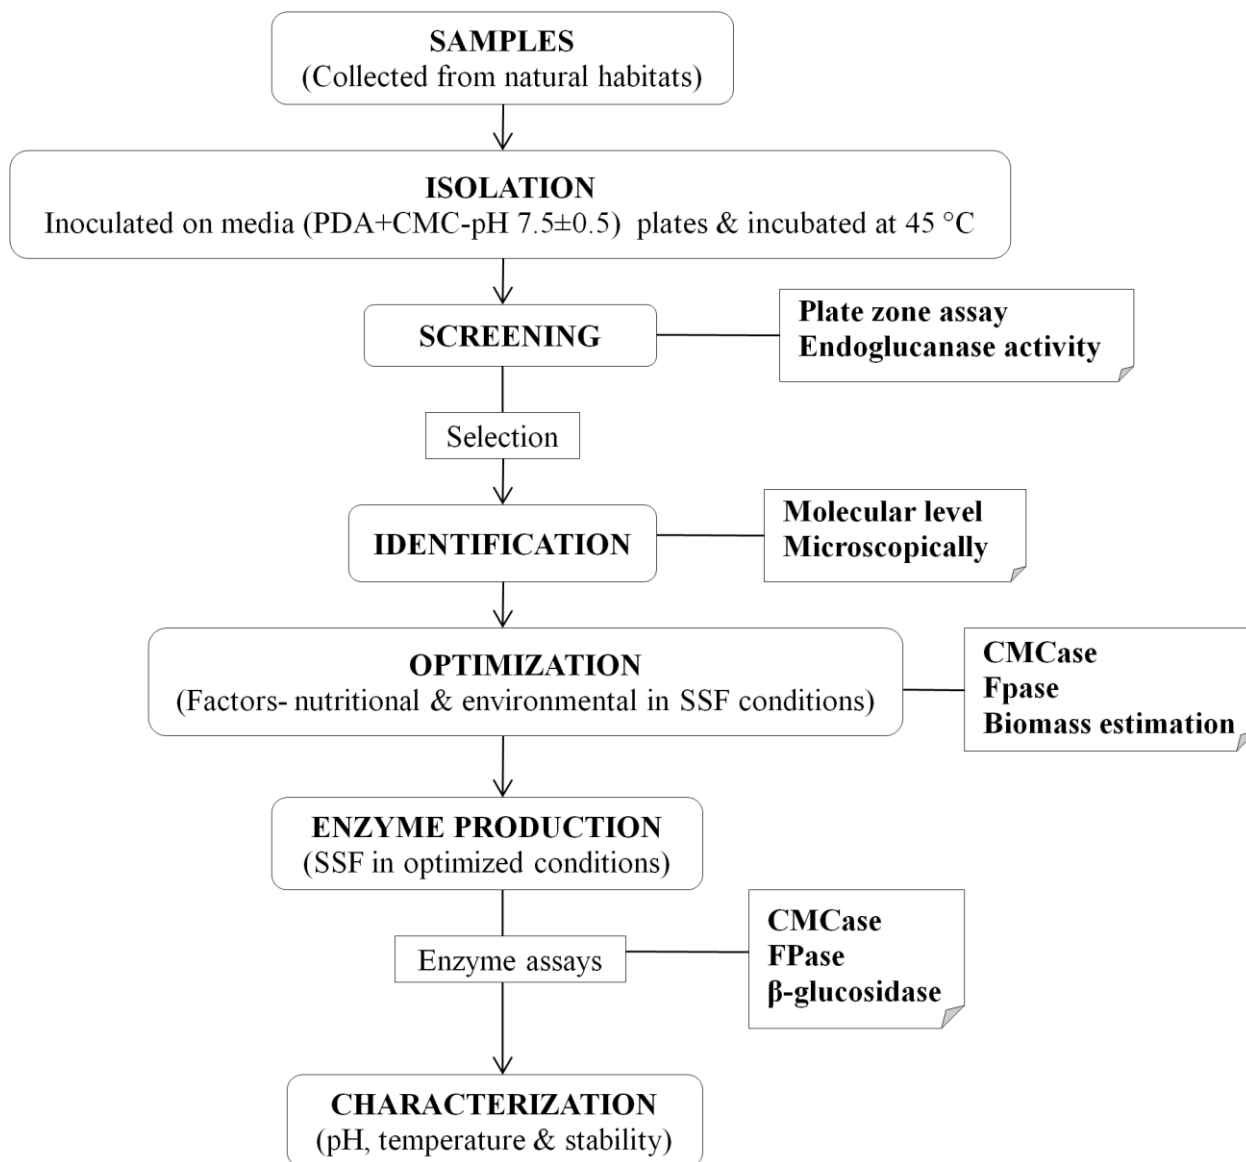 SAMPLES
(Collected from natural habitats)
ISOLATION
Inoculated on media (PDA+CMC-pH 7.5±0.5) plates & incubated at 45 °C
SCREENING
Plate zone assay
Endoglucanase activity
Selection
IDENTIFICATION
Molecular level
Microscopically
OPTIMIZATION
(Factors- nutritional & environmental in SSF conditions)
CMCase
Fpase
Biomass estimation
ENZYME PRODUCTION
(SSF in optimized conditions)
Enzyme assays
CMCase
FPase
β-glucosidase
CHARACTERIZATION
(pH, temperature & stability)